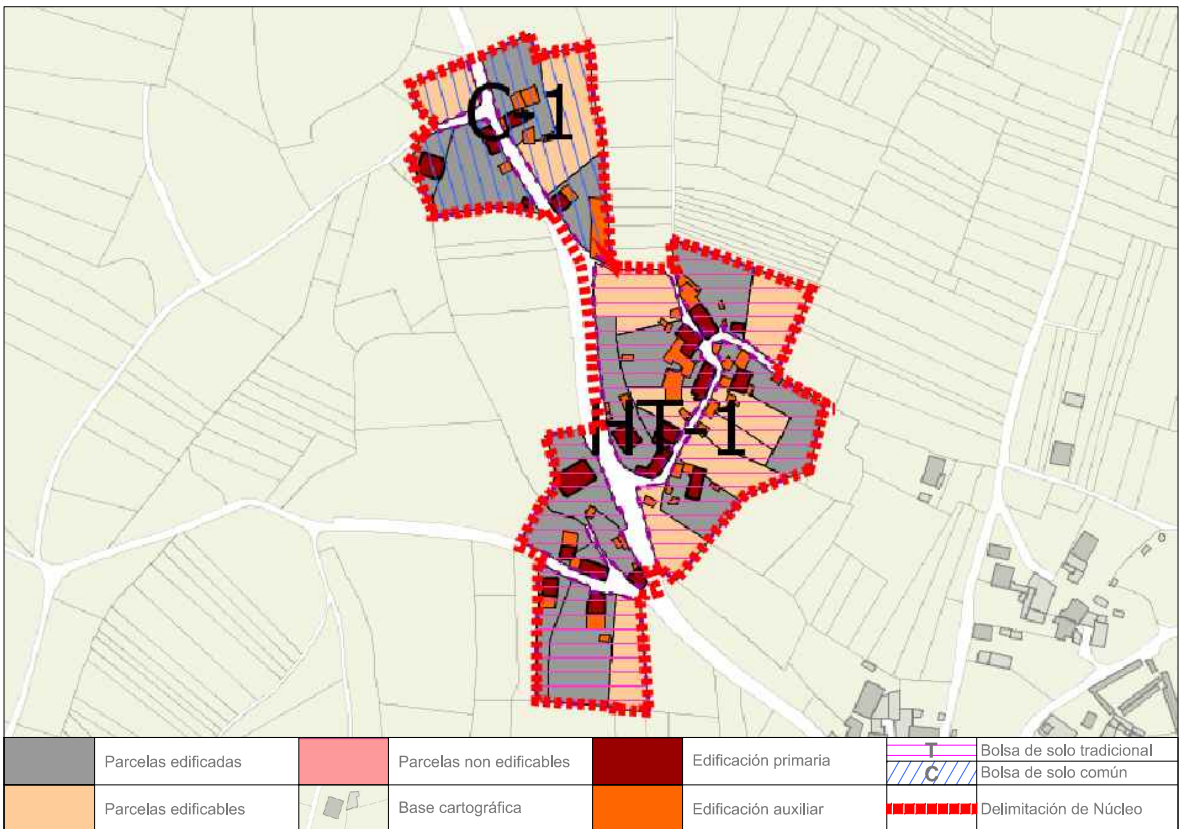 C-1
HT-1
Parcelas edificadas
Parcelas non edificables
Edificación primaria
T
Bolsa de solo tradicional
C
Bolsa de solo común
Parcelas edificables
Base cartográfica
Edificación auxiliar
Delimitación de Núcleo